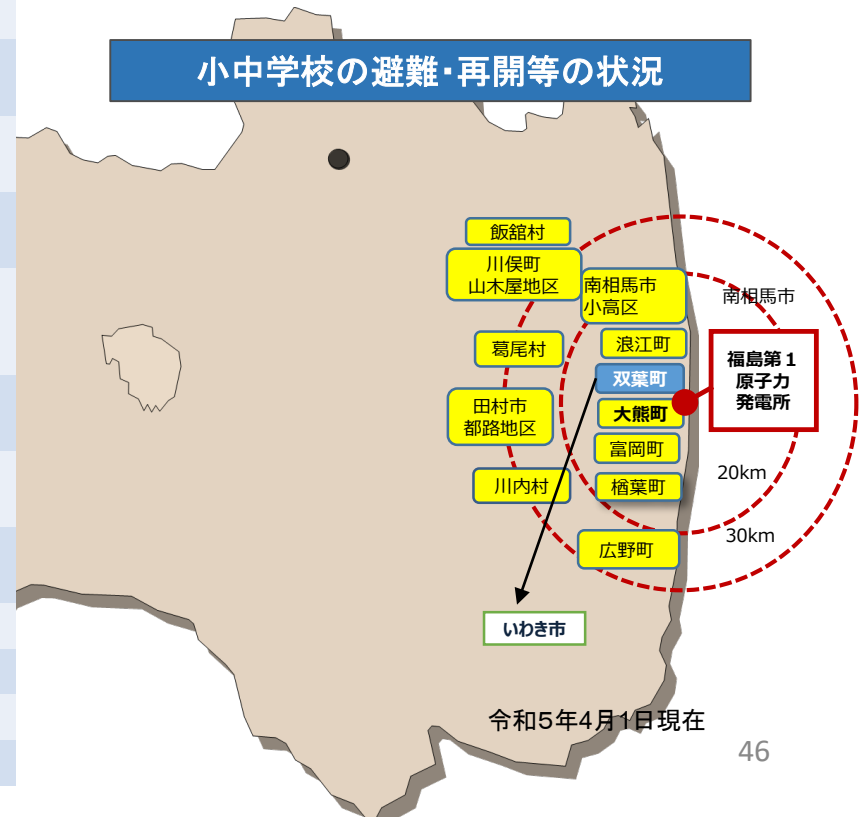 小中学校の避難・再開等の状況
飯舘村
川俣町
山木屋地区
南相馬市
小高区
南相馬市
浪江町
葛尾村
双葉町
福島第１
原子力
発電所
田村市
都路地区
大熊町
富岡町
20km
川内村
楢葉町
30km
広野町
いわき市
令和５年４月１日現在
46